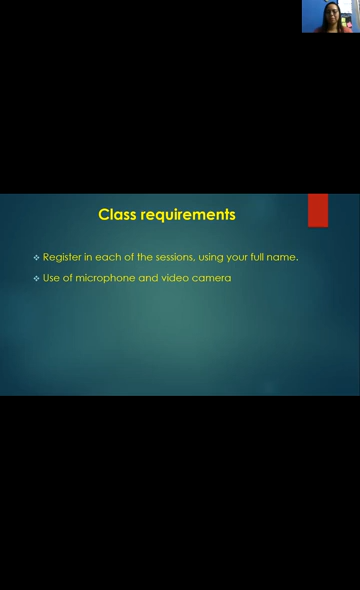 Class requirements
Register in each of the sessions, using your full name.
Use of microphone and video camera